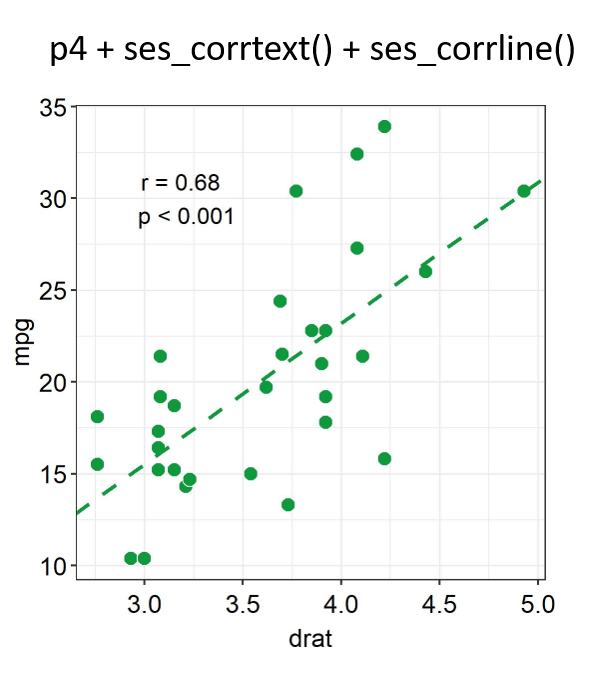 p4 + ses_corrtext() + ses_corrline()
35
30
25
20
15
10
mpg
r = 0.68
p < 0.001
3.0 3.5 4.0 4.5 5.0
drat